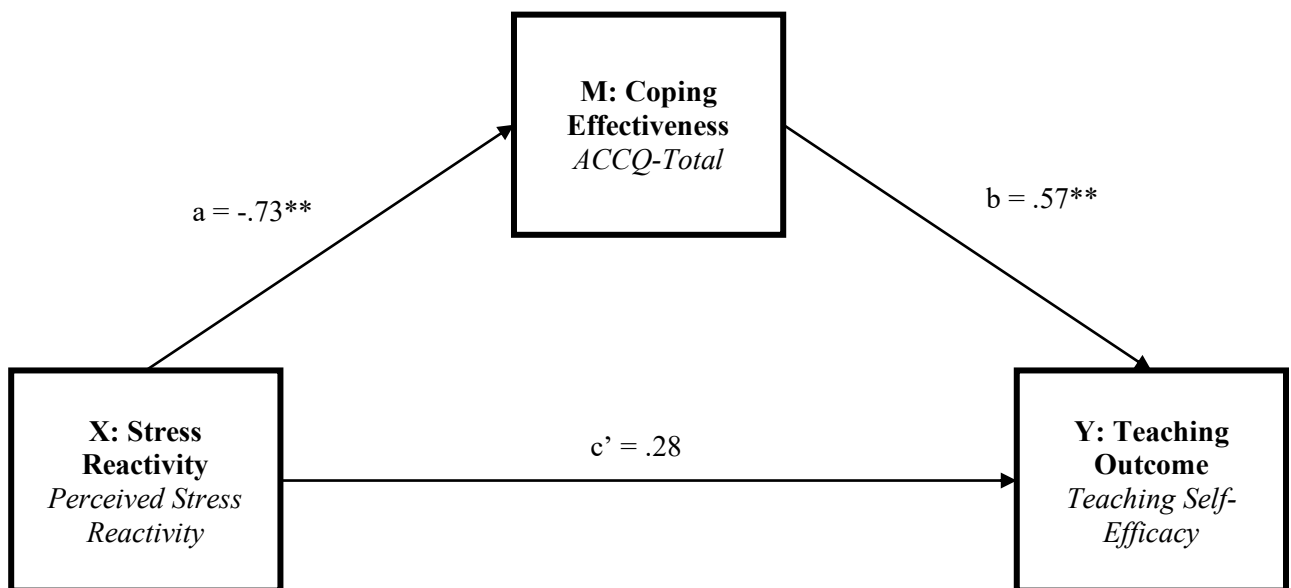 M: Coping
Effectiveness
ACCQ-Total
a = -.73**
b = .57**
X: Stress
Reactivity
Perceived Stress
Reactivity
c’ = .28
Y: Teaching
Outcome
Teaching Self-
Efficacy